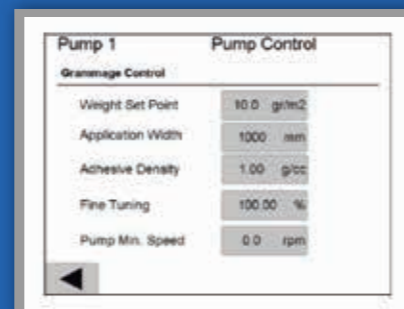 Pump 1 Pump Control
Grammage Control
Weight Set Point 10.0 gr/m2
Application Width 1000 mm
Adhesive Density 1.00 g/cc
Fine Tuning 100.00 %
Pump Min. Speed 0.0 rpm